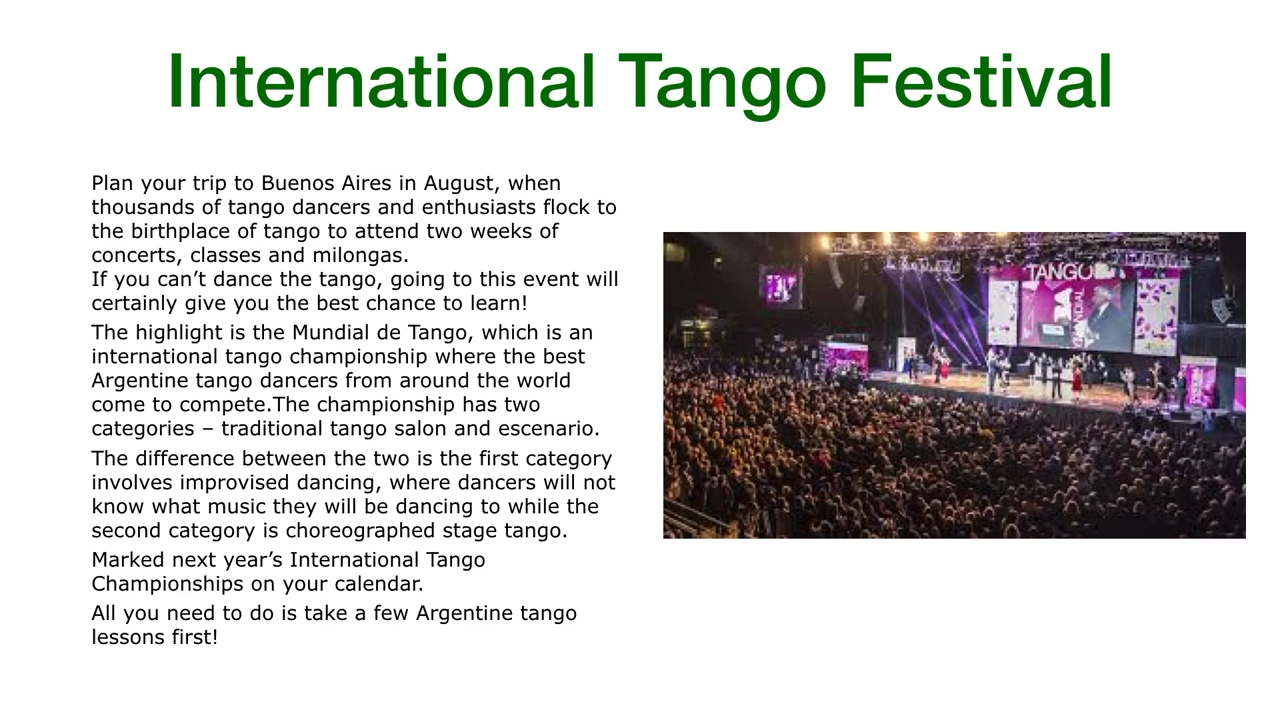 International Tango Festival
Plan your trip to Buenos Aires in August, when
thousands of tango dancers and enthusiasts flock to
the birthplace of tango to attend two weeks of
concerts, classes and milongas.
If you can’t dance the tango, going to this event will
certainly give you the best chance to learn!
The highlight is the Mundial de Tango, which is an
international tango championship where the best
Argentine tango dancers from around the world
come to compete.The championship has two
categories – traditional tango salon and escenario.
The difference between the two is the first category
involves improvised dancing, where dancers will not
know what music they will be dancing to while the
second category is choreographed stage tango.
Marked next year’s International Tango
Championships on your calendar.
All you need to do is take a few Argentine tango
lessons first!
TANGO
MUNDIAL